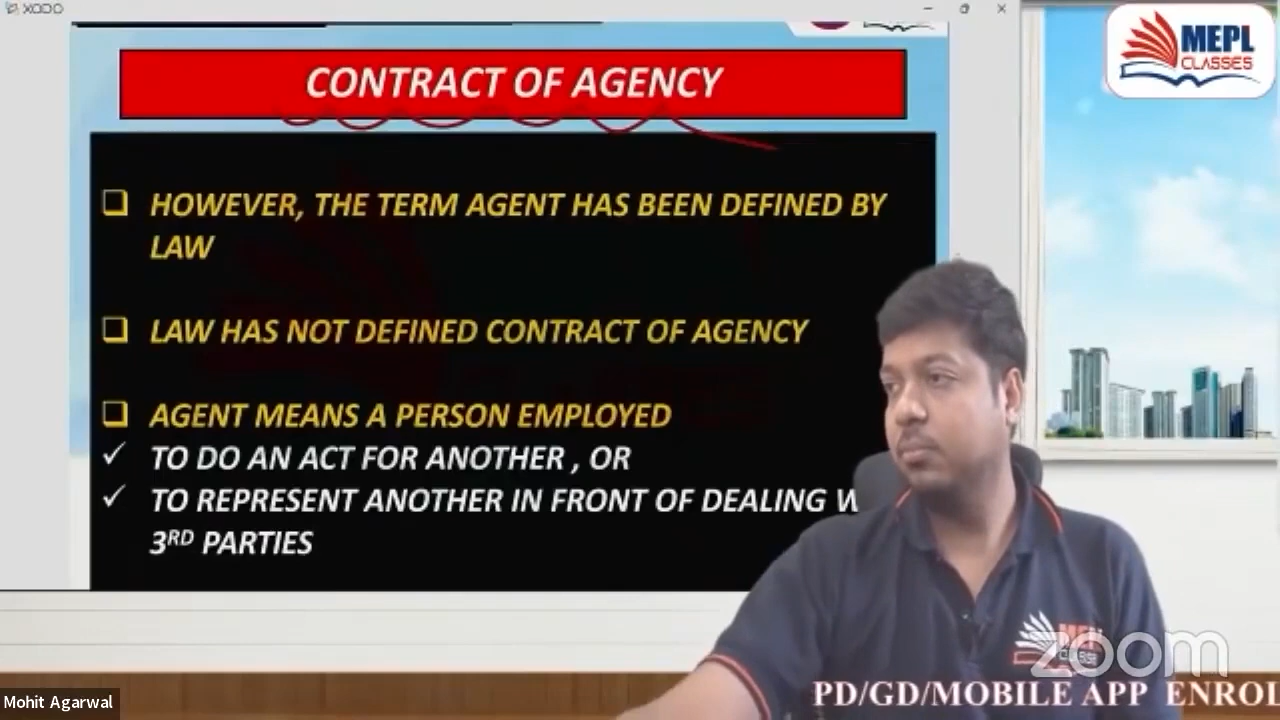 XODO
MEPL
CLASSES
CONTRACT OF AGENCY
❑ HOWEVER, THE TERM AGENT HAS BEEN DEFINED BY
LAW
❑ LAW HAS NOT DEFINED CONTRACT OF AGENCY
❑ AGENT MEANS A PERSON EMPLOYED
✓ TO DO AN ACT FOR ANOTHER , OR
✓ TO REPRESENT ANOTHER IN FRONT OF DEALING
3RD PARTIES
zoom
Mohit Agarwal
PD/GD/MOBILE APP ENROL